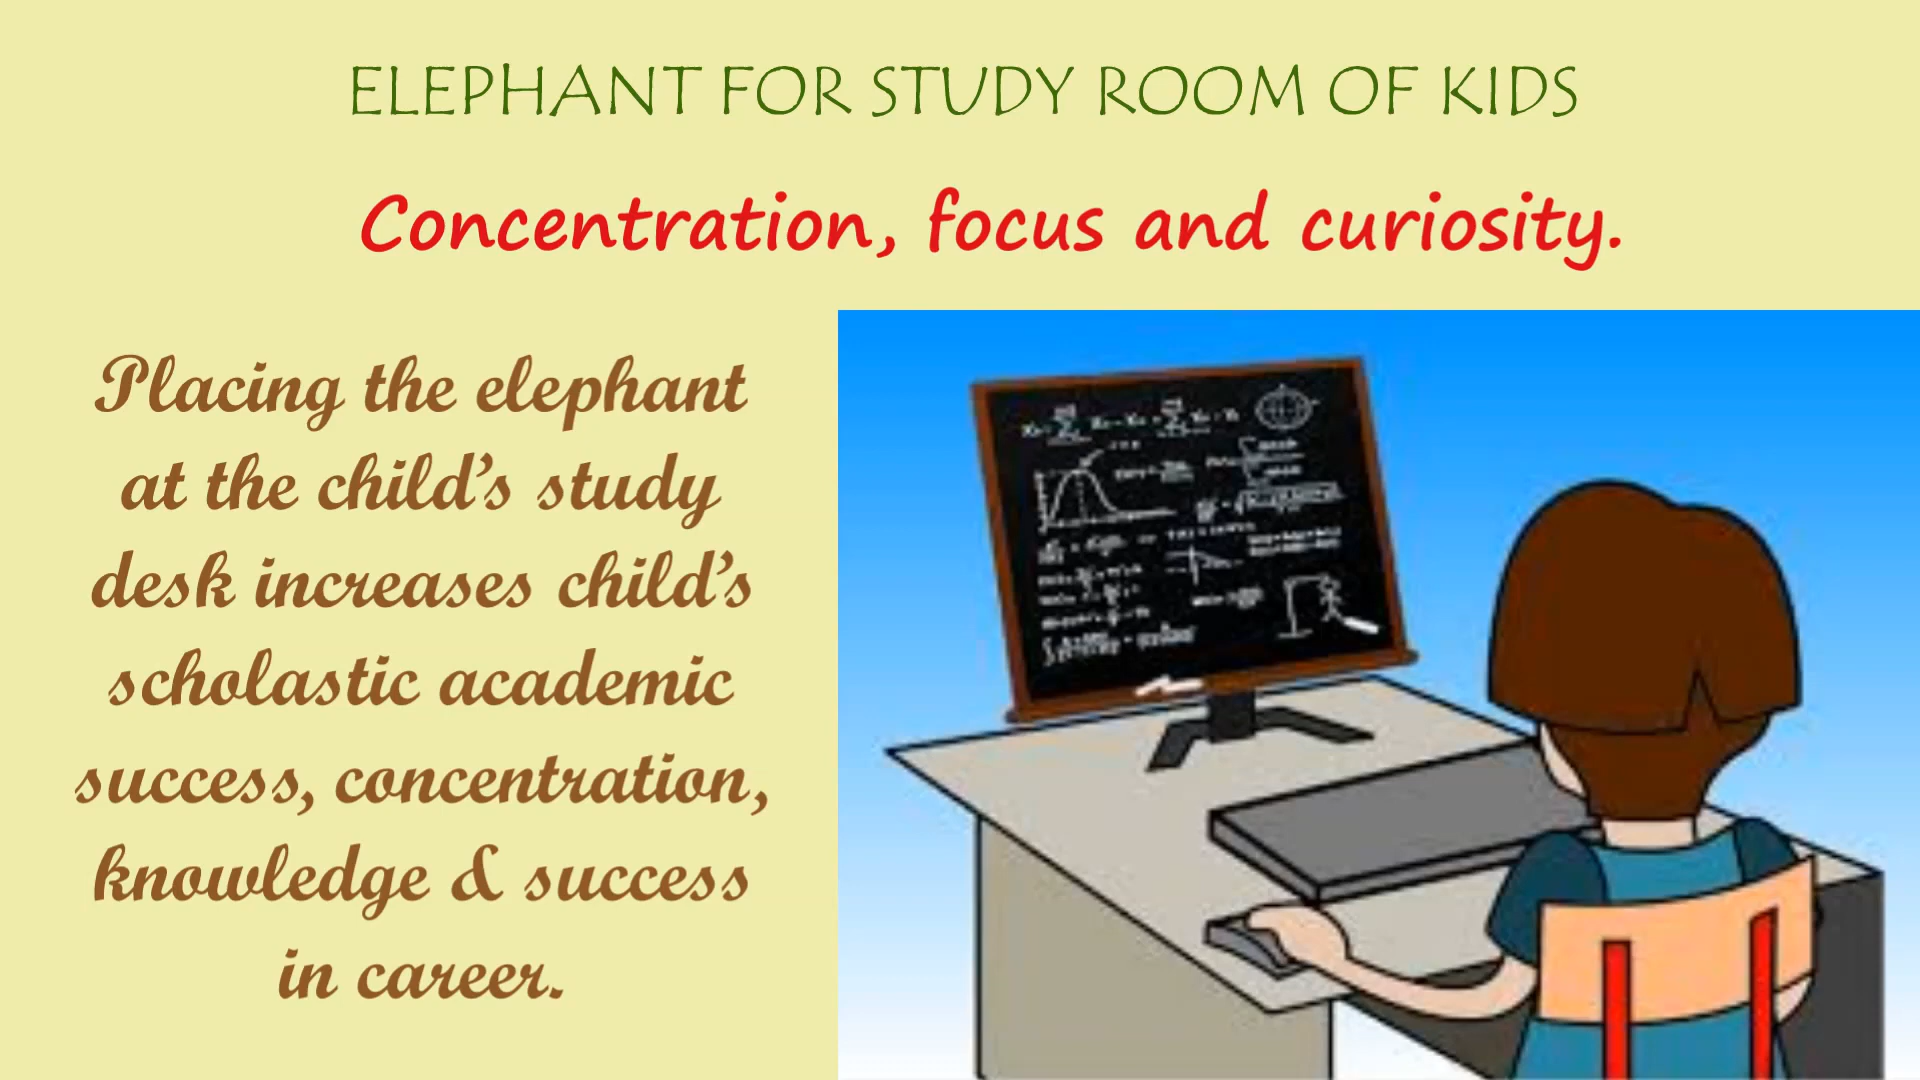 ELEPHANT FOR STUDY ROOM OF KIDS
Concentration, focus and curiosity.
Placing the elephant
at the child's study
desk increases child's
scholastic academic
success, concentration,
knowledge & success
in career.